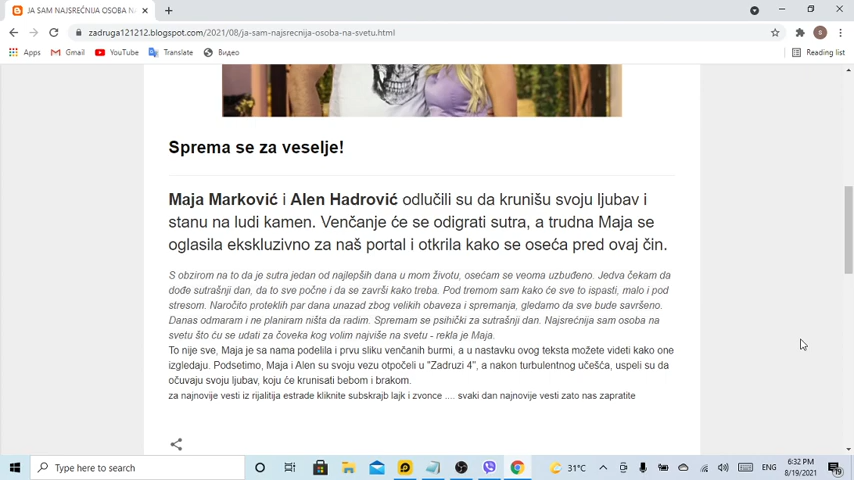 JA SAM NAJSREĆNIJA OSOBA NA
zadruga121212.blogspot.com/2021/08/ja-sam-najsrecnija-osoba-na-svetu.html
B
Apps Gmail YouTube Translate Видео Reading list
Sprema se za veselje!
Maja Marković i Alen Hadrović odlučili su da krunišu svoju ljubav i
stanu na ludi kamen. Venčanje će se odigrati sutra, a trudna Maja se
oglasila ekskluzivno za naš portal i otkrila kako se oseća pred ovaj čin.
S obzirom na to da je sutra jedan od najlepših dana u mom životu, osećam se veoma uzbuđeno. Jedva čekam da
dođe sutrašnji dan, da to sve počne i da se završi kako treba. Pod tremom sam kako će sve to ispasti, malo i pod
stresom. Naročito proteklih par dana unazad zbog velikih obaveza i spremanja, gledamo da sve bude savršeno.
Danas odmaram i ne planiram ništa da radim. Spremam se psihički za sutrašnji dan. Najsrećnija sam osoba na
svetu što ću se udati za čoveka kog volim najviše na svetu - rekla je Maja.
To nije sve, Maja je sa nama podelila i prvu sliku venčanih burmi, a u nastavku ovog teksta možete videti kako one
izgledaju. Podsetimo, Maja i Alen su svoju vezu otpočeli u "Zadruzi 4", a nakon turbulentnog učešća, uspeli su da
očuvaju svoju ljubav, koju će krunisati bebom i brakom.
za najnovije vesti iz rijalitija estrade kliknite subskrajb lajk i zvonce .... svaki dan najnovije vesti zato nas zapratite
Type here to search
31°C
ENG
6:32 PM
8/19/2021